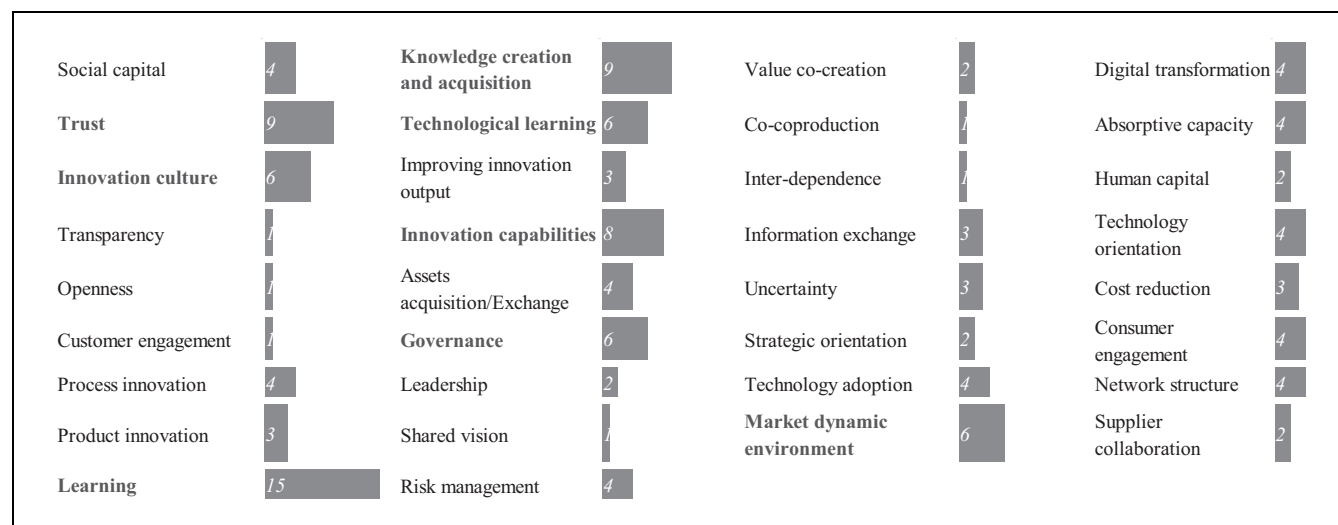 Social capital 4
Trust 9
Innovation culture 6
Transparency 1
Openness 1
Customer engagement 1
Process innovation 4
Product innovation 3
Learning 15
Knowledge creation
and acquisition 9
Technological learning 6
Improving innovation
output 3
Innovation capabilities 8
Assets
acquisition/Exchange 4
Governance 6
Leadership 2
Shared vision 1
Risk management 4
Value co-creation 2
Co-coproduction 1
Inter-dependence 1
Information exchange 3
Uncertainty 3
Strategic orientation 2
Technology adoption 4
Market dynamic
environment 6
Digital transformation 4
Absorptive capacity 4
Human capital 2
Technology
orientation 4
Cost reduction 3
Consumer
engagement 4
Network structure 4
Supplier
collaboration 2